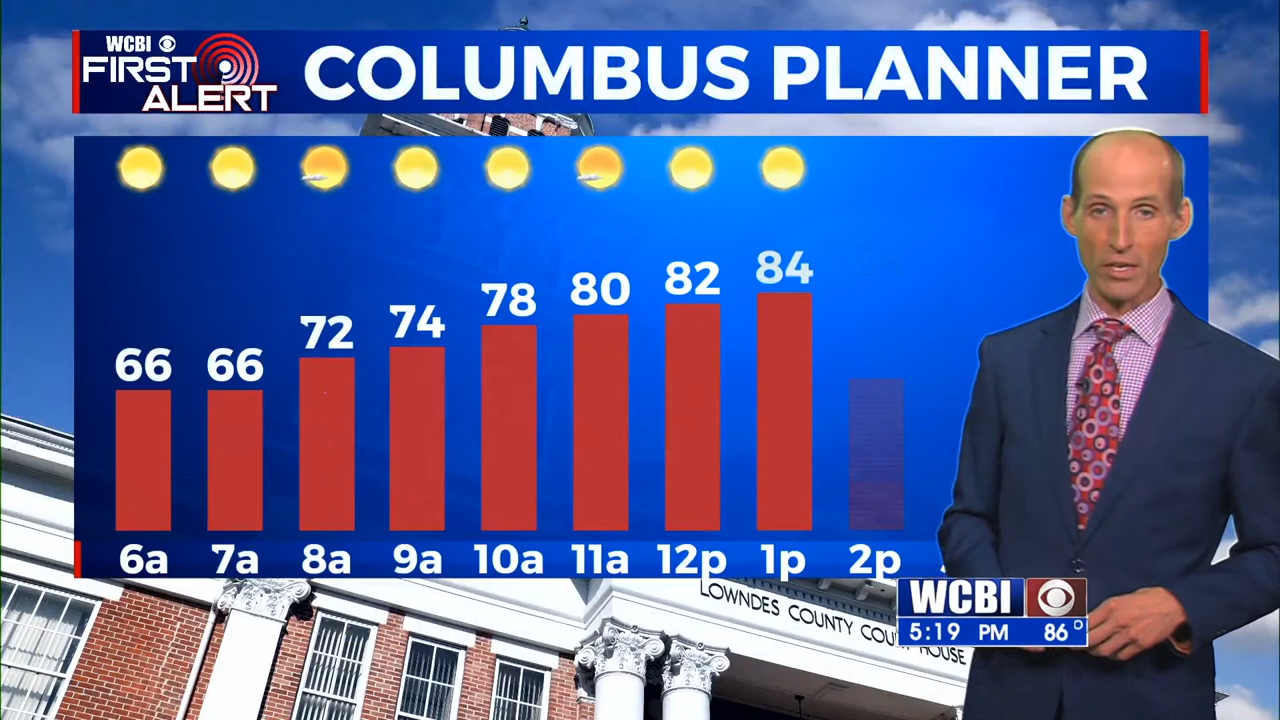 WCBI
FIRST
ALERT
COLUMBUS PLANNER
66 66 72 74 78 80 82 84
6a 7a 8a 9a 10a 11a 12p 1p 2p
LOWNDES COUNTY
HOUSE
WCBI
5:19 PM 86°